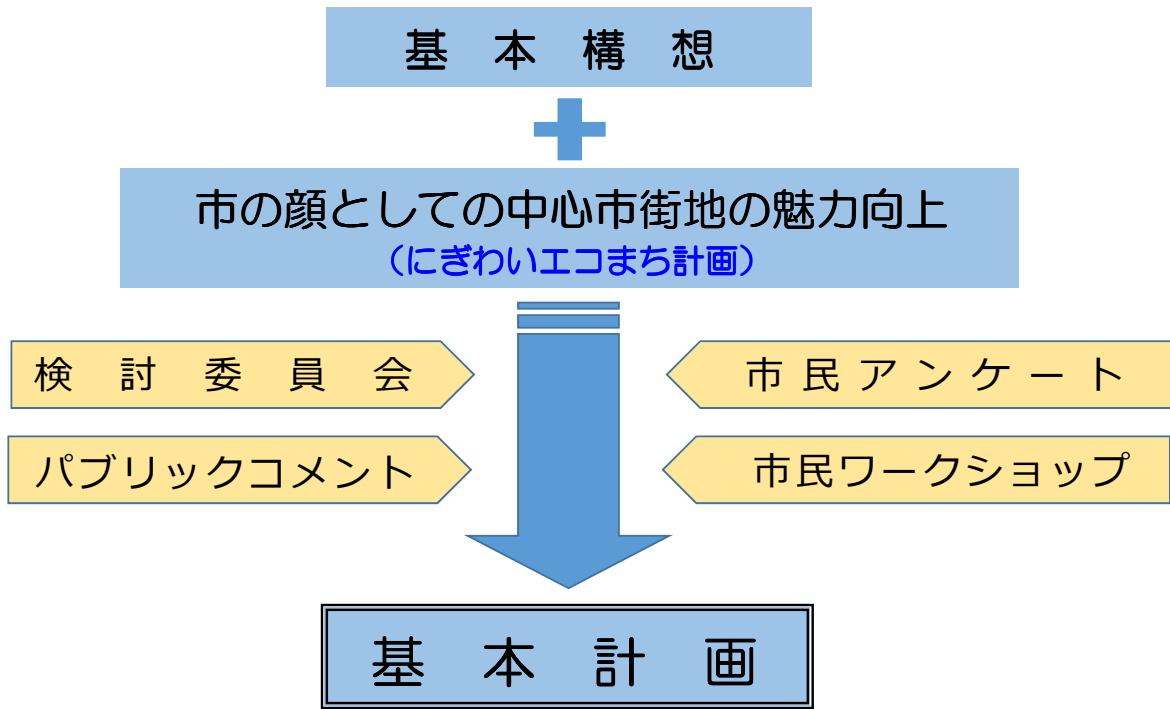 基本構想
市の顔としての中心市街地の魅力向上
（にぎわいエコまち計画）
検討委員会
市民アンケート
パブリックコメント
市民ワークショップ
基本計画